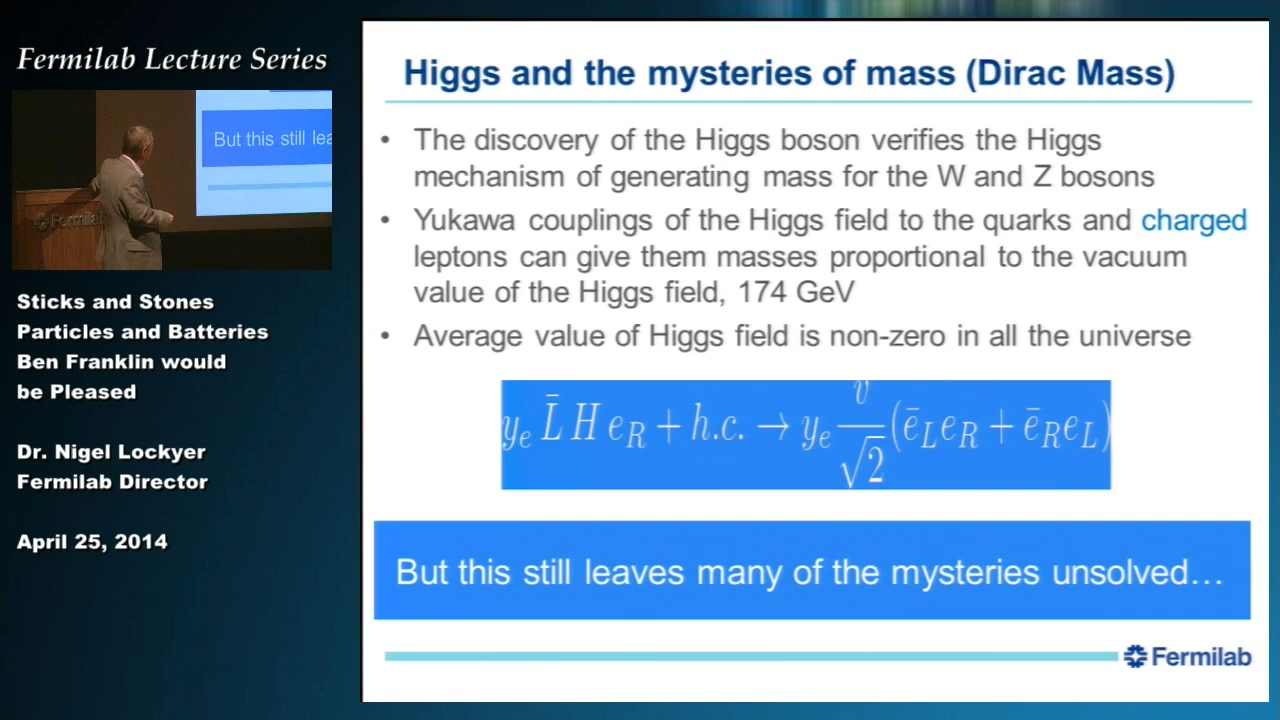 Fermilab Lecture Series
But this still lea
Fermilab
Sticks and Stones
Particles and Batteries
Ben Franklin would
be Pleased
Dr. Nigel Lockyer
Fermilab Director
April 25, 2014
Higgs and the mysteries of mass (Dirac Mass)
• The discovery of the Higgs boson verifies the Higgs
mechanism of generating mass for the W and Z bosons
• Yukawa couplings of the Higgs field to the quarks and charged
leptons can give them masses proportional to the vacuum
value of the Higgs field, 174 GeV
• Average value of Higgs field is non-zero in all the universe
y_e L̄ H e_R + h.c. → y_e v/√2 (ē_L e_R + ē_R e_L)
But this still leaves many of the mysteries unsolved…
Fermilab